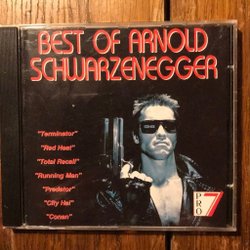 BEST OF ARNOLD
SCHWARZENEGGER
"Terminator"
"Red Heat"
"Total Recall"
"Running Man"
"Predator"
"City Hai"
"Conan"
PRO
7